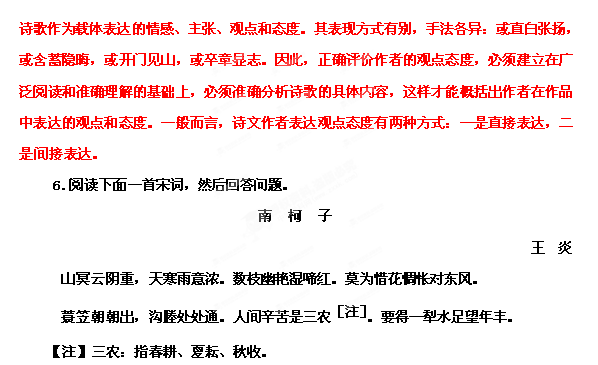 诗歌作为载体表达的情感、主张、观点和态度。其表现方式有别，手法各异：或直白张扬，
或含蓄隐晦，或开门见山，或卒章显志。因此，正确评价作者的观点态度，必须建立在广
泛阅读和准确理解的基础上，必须准确分析诗歌的具体内容，这样才能概括出作者在作品
中表达的观点和态度。一般而言，诗文作者表达观点态度有两种方式：一是直接表达，二
是间接表达。
6.阅读下面一首宋词，然后回答问题。
南 柯 子
王 炎
山冥云阴重，天寒雨意浓。数枝幽艳湿啼红。莫为惜花惆怅对东风。
蓑笠朝朝出，沟塍处处通。人间辛苦是三农[注]。要得一犁水足望年丰。
【注】三农：指春耕、夏耘、秋收。